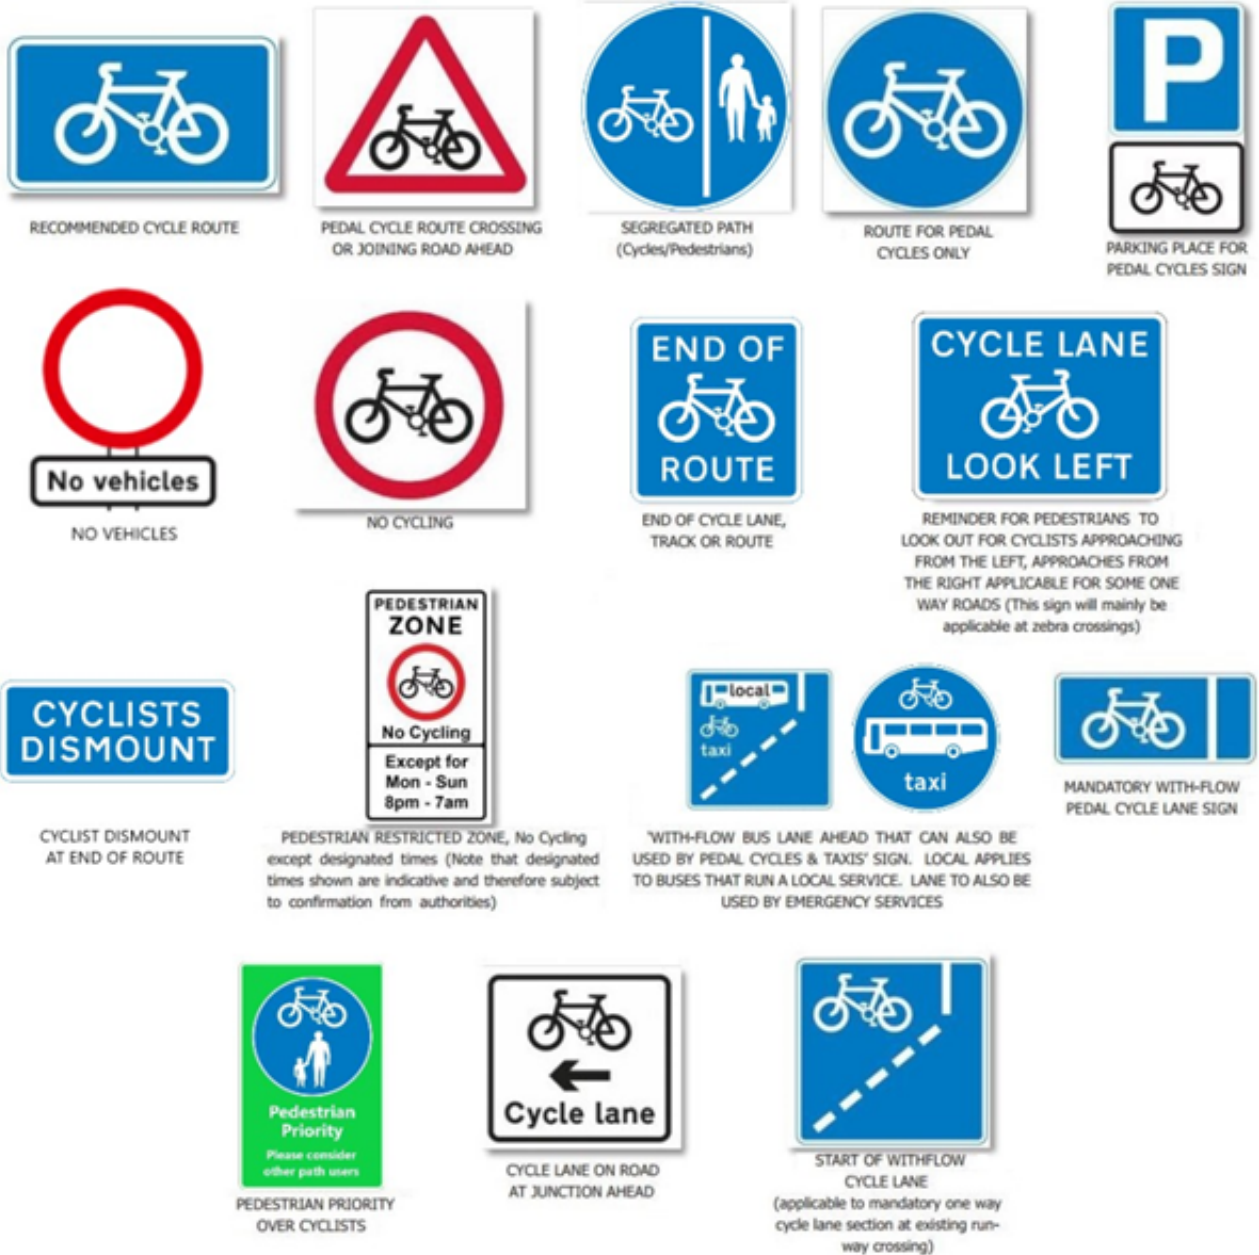 P
RECOMMENDED CYCLE ROUTE
PEDAL CYCLE ROUTE CROSSING
OR JOINING ROAD AHEAD
SEGREGATED PATH
(Cycles/Pedestrians)
ROUTE FOR PEDAL
CYCLES ONLY
PARKING PLACE FOR
PEDAL CYCLES SIGN
No vehicles
NO VEHICLES
NO CYCLING
END OF
ROUTE
END OF CYCLE LANE,
TRACK OR ROUTE
CYCLE LANE
LOOK LEFT
REMINDER FOR PEDESTRIANS TO
LOOK OUT FOR CYCLISTS APPROACHING
FROM THE LEFT, APPROACHES FROM
THE RIGHT APPLICABLE FOR SOME ONE
WAY ROADS (This sign will mainly be
applicable at zebra crossings)
CYCLISTS
DISMOUNT
CYCLIST DISMOUNT
AT END OF ROUTE
PEDESTRIAN
ZONE
No Cycling
Except for
Mon - Sun
8pm - 7am
PEDESTRIAN RESTRICTED ZONE, No Cycling
except designated times (Note that designated
times shown are indicative and therefore subject
to confirmation from authorities)
local
taxi
taxi
'WITH-FLOW BUS LANE AHEAD THAT CAN ALSO BE
USED BY PEDAL CYCLES & TAXIS' SIGN. LOCAL APPLIES
TO BUSES THAT RUN A LOCAL SERVICE. LANE TO ALSO BE
USED BY EMERGENCY SERVICES
MANDATORY WITH-FLOW
PEDAL CYCLE LANE SIGN
Pedestrian
Priority
Please consider
other path users
PEDESTRIAN PRIORITY
OVER CYCLISTS
Cycle lane
CYCLE LANE ON ROAD
AT JUNCTION AHEAD
START OF WITHFLOW
CYCLE LANE
(applicable to mandatory one way
cycle lane section at existing run-
way crossing)